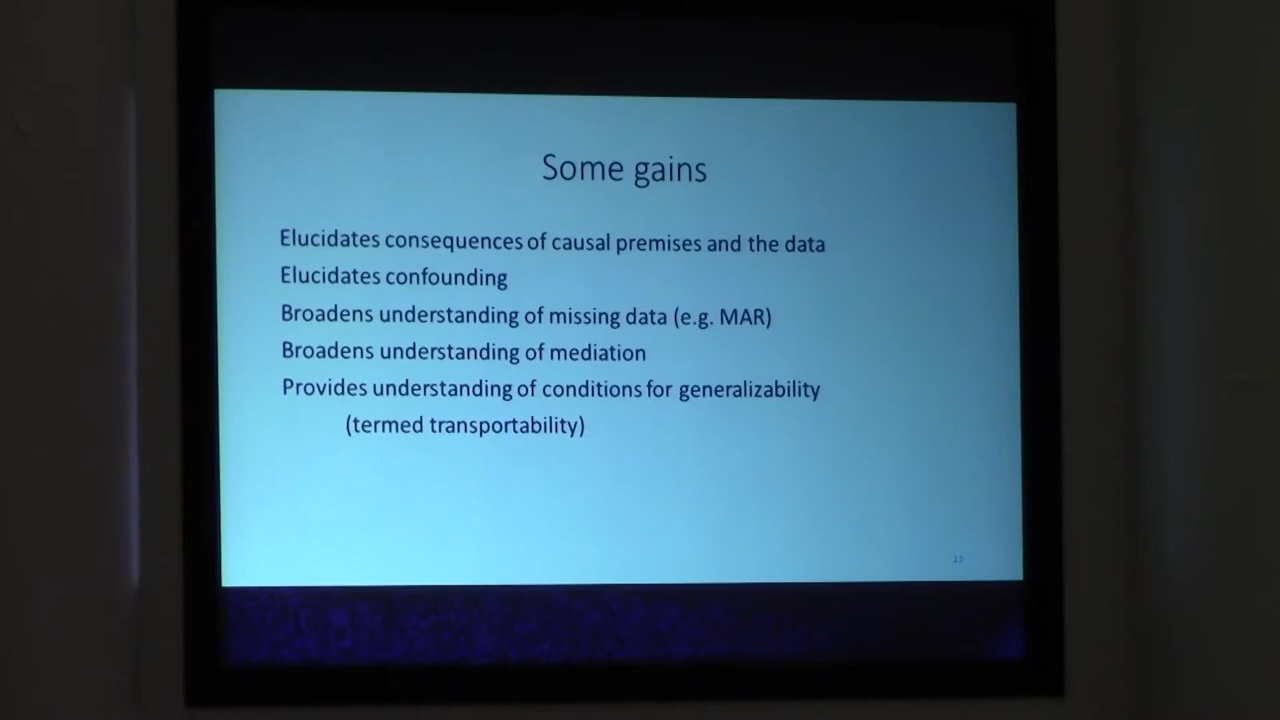 Some gains
Elucidates consequences of causal premises and the data
Elucidates confounding
Broadens understanding of missing data (e.g. MAR)
Broadens understanding of mediation
Provides understanding of conditions for generalizability
(termed transportability)
22